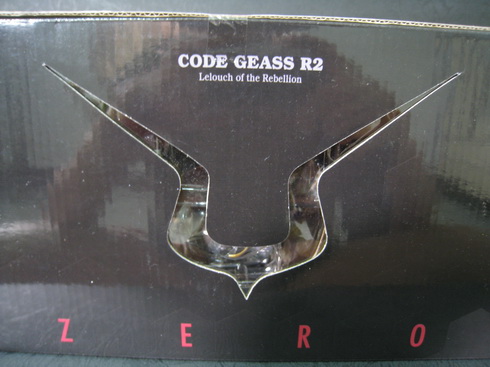 CODE GEASS R2
Lelouch of the Rebellion
Z E R O